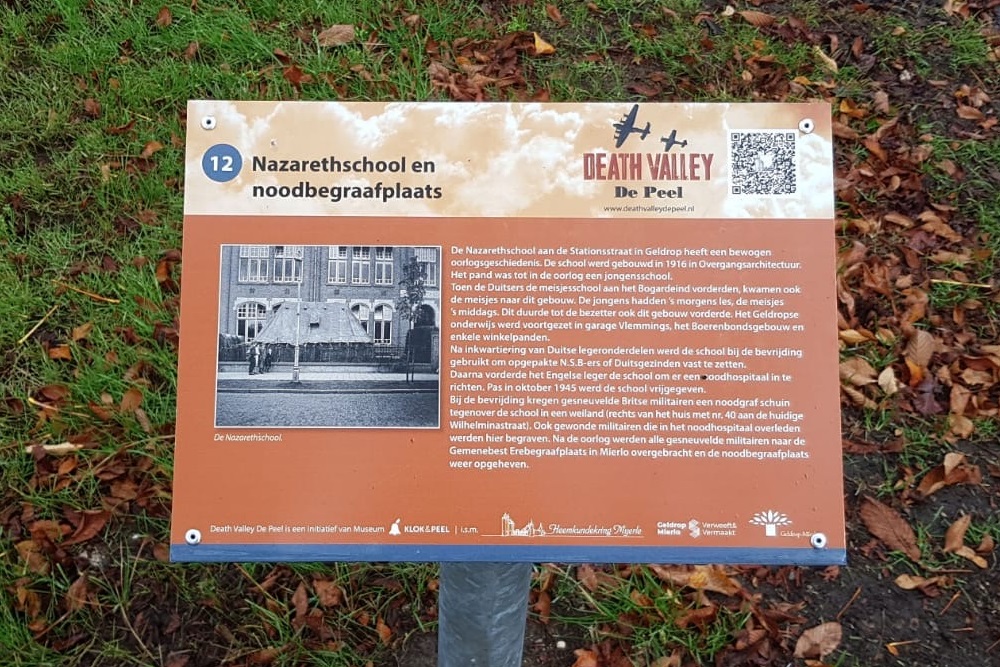 12
Nazarethschool en
noodbegraafplaats
DEATH VALLEY
De Peel
www.deathvalleydepeel.nl
De Nazarethschool aan de Stationsstraat in Geldrop heeft een bewogen
oorlogsgeschiedenis. De school werd gebouwd in 1916 in Overgangsarchitectuur.
Het pand was tot in de oorlog een jongensschool.
Toen de Duitsers de meisjesschool aan het Bogardeind vorderden, kwamen ook
de meisjes naar dit gebouw. De jongens hadden 's morgens les, de meisjes
's middags. Dit duurde tot de bezetter ook dit gebouw vorderde. Het Geldropse
onderwijs werd voortgezet in garage Vlemmings, het Boerenbondsgebouw en
enkele winkelpanden.
Na inkwartiering van Duitse legeronderdelen werd de school bij de bevrijding
gebruikt om opgepakte N.S.B-ers of Duitsgezinden vast te zetten.
Daarna vorderde het Engelse leger de school om er een noodhospitaal in te
richten. Pas in oktober 1945 werd de school vrijgegeven.
Bij de bevrijding kregen gesneuvelde Britse militairen een noodgraf schuin
tegenover de school in een weiland (rechts van het huis met nr. 40 aan de huidige
Wilhelminastraat). Ook gewonde militairen die in het noodhospitaal overleden
werden hier begraven. Na de oorlog werden alle gesneuvelde militairen naar de
Gemenebest Erebegraafplaats in Mierlo overgebracht en de noodbegraafplaats
weer opgeheven.
De Nazarethschool.
Death Valley De Peel is een initiatief van Museum KLOK&PEEL | i.s.m. Heemkundekring Myerle
Geldrop Verweeft&
Mierlo Vermaakt
Geldrop-Mierlo